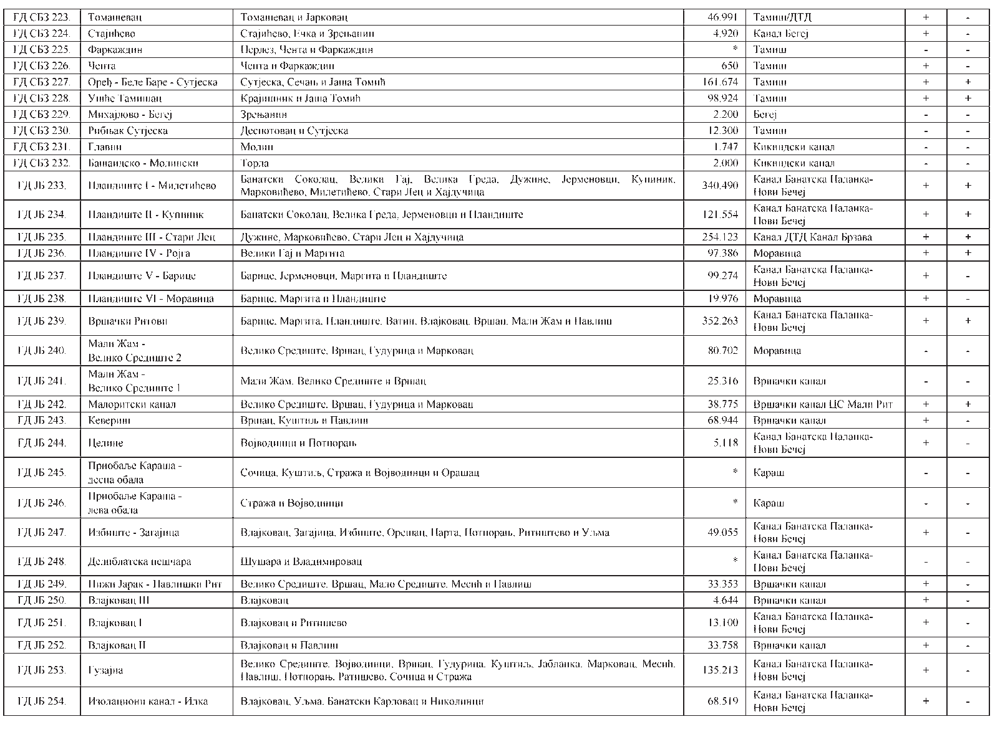 ГД СБЗ 223. Томашевац Томашевац и Јарковац 46.991 Тамиш/ДТД + -
ГД СБЗ 224. Стајићево Стајићево, Ечка и Зрењанин 4.920 Канал Бегеј + -
ГД СБЗ 225. Фаркаждин Перлез, Чента и Фаркаждин * Тамиш - -
ГД СБЗ 226. Чента Чента и Фаркаждин 650 Тамиш + -
ГД СБЗ 227. Оређ - Беле Баре - Сутјеска Сутјеска, Сечањ и Јаша Томић 161.674 Тамиш + +
ГД СБЗ 228. Ушће Тамишац Крајишник и Јаша Томић 98.924 Тамиш + +
ГД СБЗ 229. Михајлово - Бегеј Зрењанин 2.200 Бегеј - -
ГД СБЗ 230. Рибњак Сутјеска Деспотовац и Сутјеска 12.300 Тамиш - -
ГД СБЗ 231. Главни Молин 1.747 Кикиндски канал - -
ГД СБЗ 232. Башаидско - Молински Торда 2.000 Кикиндски канал - -
ГД ЈБ 233. Пландиште I - Милетићево Банатски Соколац, Велики Гај, Велика Греда, Дужине, Јерменовци, Купиник, 340.490 Канал Банатска Паланка- + +
Марковићево, Милетићево, Стари Лец и Хајдучица Нови Бечеј
ГД ЈБ 234. Пландиште II - Купиник Банатски Соколац, Велика Греда, Јерменовци и Пландиште 121.554 Канал Банатска Паланка- + +
Нови Бечеј
ГД ЈБ 235. Пландиште III - Стари Лец Дужине, Марковићево, Стари Лец и Хајдучица 254.123 Канал ДТД Канал Брзава + +
ГД ЈБ 236. Пландиште IV - Ројга Велики Гај и Маргита 97.386 Моравица + +
ГД ЈБ 237. Пландиште V - Барице Барице, Јерменовци, Маргита и Пландиште 99.274 Канал Банатска Паланка- + -
Нови Бечеј
ГД ЈБ 238. Пландиште VI - Моравица Барице, Маргита и Пландиште 19.976 Моравица + -
ГД ЈБ 239. Вршачки Ритови Барице, Маргита, Пландиште, Ватин, Влајковац, Вршац, Мали Жам и Павлиш 352.263 Канал Банатска Паланка- + +
Нови Бечеј
ГД ЈБ 240. Мали Жам - Велико Средиште, Вршац, Гудурица и Марковац 80.702 Моравица - -
Велико Средиште 2
ГД ЈБ 241. Мали Жам - Мали Жам, Велико Средиште и Вршац 25.316 Вршачки канал - -
Велико Средиште 1
ГД ЈБ 242. Малоритски канал Велико Средиште, Вршац, Гудурица и Марковац 38.775 Вршачки канал ЦС Мали Рит + +
ГД ЈБ 243. Кевериш Вршац, Куштиљ и Павлиш 68.944 Вршачки канал + -
ГД ЈБ 244. Целине Војводинци и Потпорањ 5.118 Канал Банатска Паланка- + -
Нови Бечеј
ГД ЈБ 245. Приобаље Караша - Сочица, Куштиљ, Стража и Војводинци и Орашац * Караш - -
десна обала
ГД ЈБ 246. Приобаље Караша - Стража и Војводинци * Караш - -
лева обала
ГД ЈБ 247. Избиште - Загајица Влајковац, Загајица, Избиште, Орешац, Парта, Потпорањ, Ритиштево и Уљма 49.055 Канал Банатска Паланка- + -
Нови Бечеј
ГД ЈБ 248. Делиблатска пешчара Шушара и Владимировац * Канал Банатска Паланка- - -
Нови Бечеј
ГД ЈБ 249. Нижи Јарак - Павлишки Рит Велико Средиште, Вршац, Мало Средиште, Месић и Павлиш 33.353 Вршачки канал + -
ГД ЈБ 250. Влајковац III Влајковац 4.644 Вршачки канал + -
ГД ЈБ 251. Влајковац I Влајковац и Ритишево 13.100 Канал Банатска Паланка- + -
Нови Бечеј
ГД ЈБ 252. Влајковац II Влајковац и Павлиш 33.758 Вршачки канал + -
ГД ЈБ 253. Гузајна Велико Средиште, Војводинци, Вршац, Гудурица, Куштиљ, Јабланка, Марковац, Месић, 135.213 Канал Банатска Паланка- + -
Павлиш, Потпорањ, Ратишево, Сочица и Стража Нови Бечеј
ГД ЈБ 254. Изолациони канал - Илка Влајковац, Уљма, Банатски Карловац и Николинци 68.519 Канал Банатска Паланка- + -
Нови Бечеј